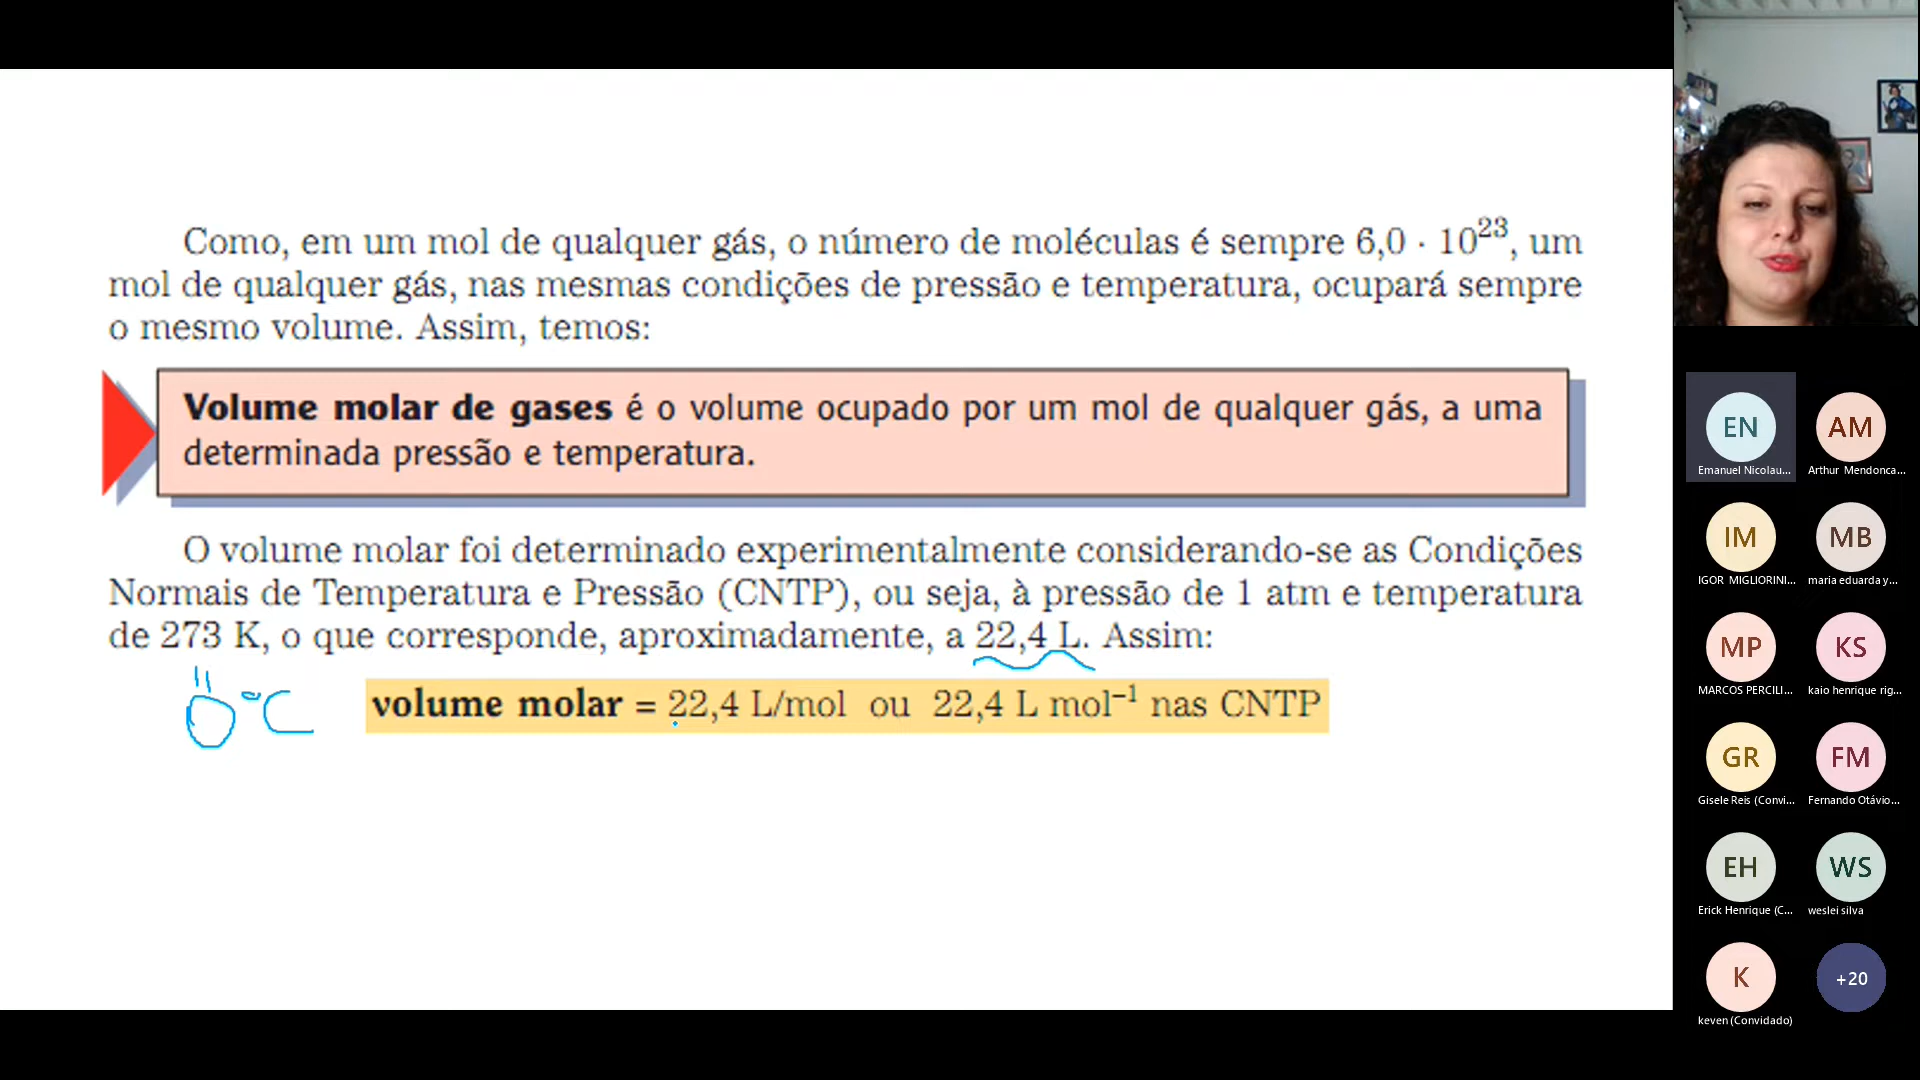 Como, em um mol de qualquer gás, o número de moléculas é sempre 6,0 · 10²³, um
mol de qualquer gás, nas mesmas condições de pressão e temperatura, ocupará sempre
o mesmo volume. Assim, temos:
Volume molar de gases é o volume ocupado por um mol de qualquer gás, a uma
determinada pressão e temperatura.
O volume molar foi determinado experimentalmente considerando-se as Condições
Normais de Temperatura e Pressão (CNTP), ou seja, à pressão de 1 atm e temperatura
de 273 K, o que corresponde, aproximadamente, a 22,4 L. Assim:
0°C
volume molar = 22,4 L/mol ou 22,4 L mol⁻¹ nas CNTP
EN AM
Emanuel Nicolau... Arthur Mendonca...
IM MB
IGOR MIGLIORINI... maria eduarda y...
MP KS
MARCOS PERCILI... kaio henrique rig...
GR FM
Gisele Reis (Convi... Fernando Otávio...
EH WS
Erick Henrique (C... weslei silva
K +20
keven (Convidado)